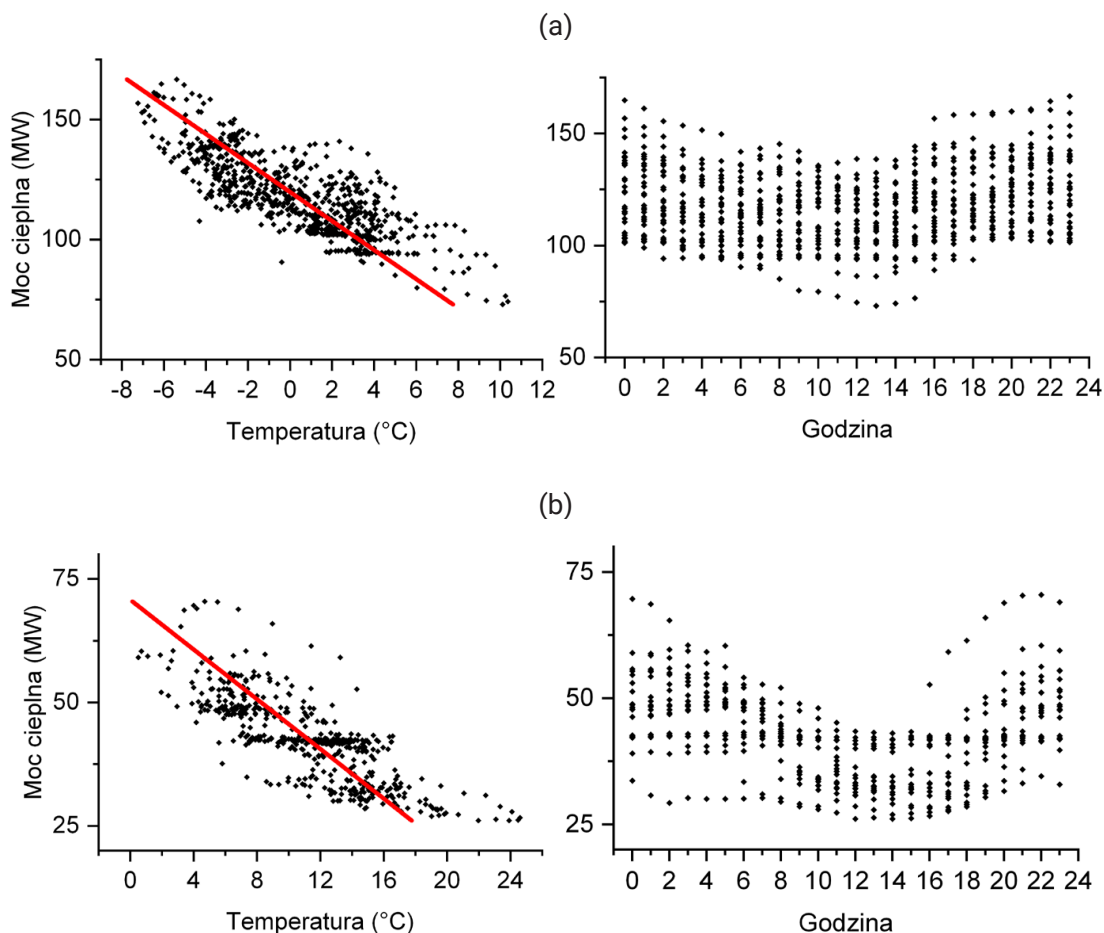 (a)
Moc cieplna (MW)
150
100
50
-8 -6 -4 -2 0 2 4 6 8 10 12
Temperatura (°C)
150
100
50
0 2 4 6 8 10 12 14 16 18 20 22 24
Godzina
(b)
Moc cieplna (MW)
75
50
25
0 4 8 12 16 20 24
Temperatura (°C)
75
50
25
0 2 4 6 8 10 12 14 16 18 20 22 24
Godzina